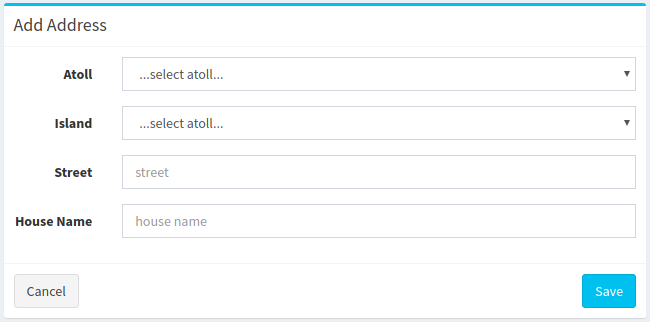 Add Address
Atoll ...select atoll...
Island ...select atoll...
Street street
House Name house name
Cancel Save